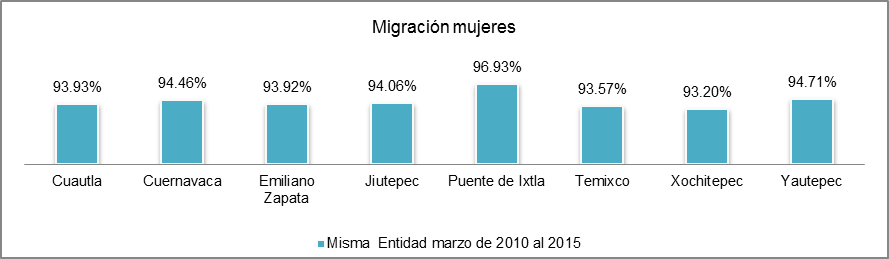 Migración mujeres
93.93%
94.46%
93.92%
94.06%
96.93%
93.57%
93.20%
94.71%
Cuautla
Cuernavaca
Emiliano
Zapata
Jiutepec
Puente de Ixtla
Temixco
Xochitepec
Yautepec
Misma Entidad marzo de 2010 al 2015